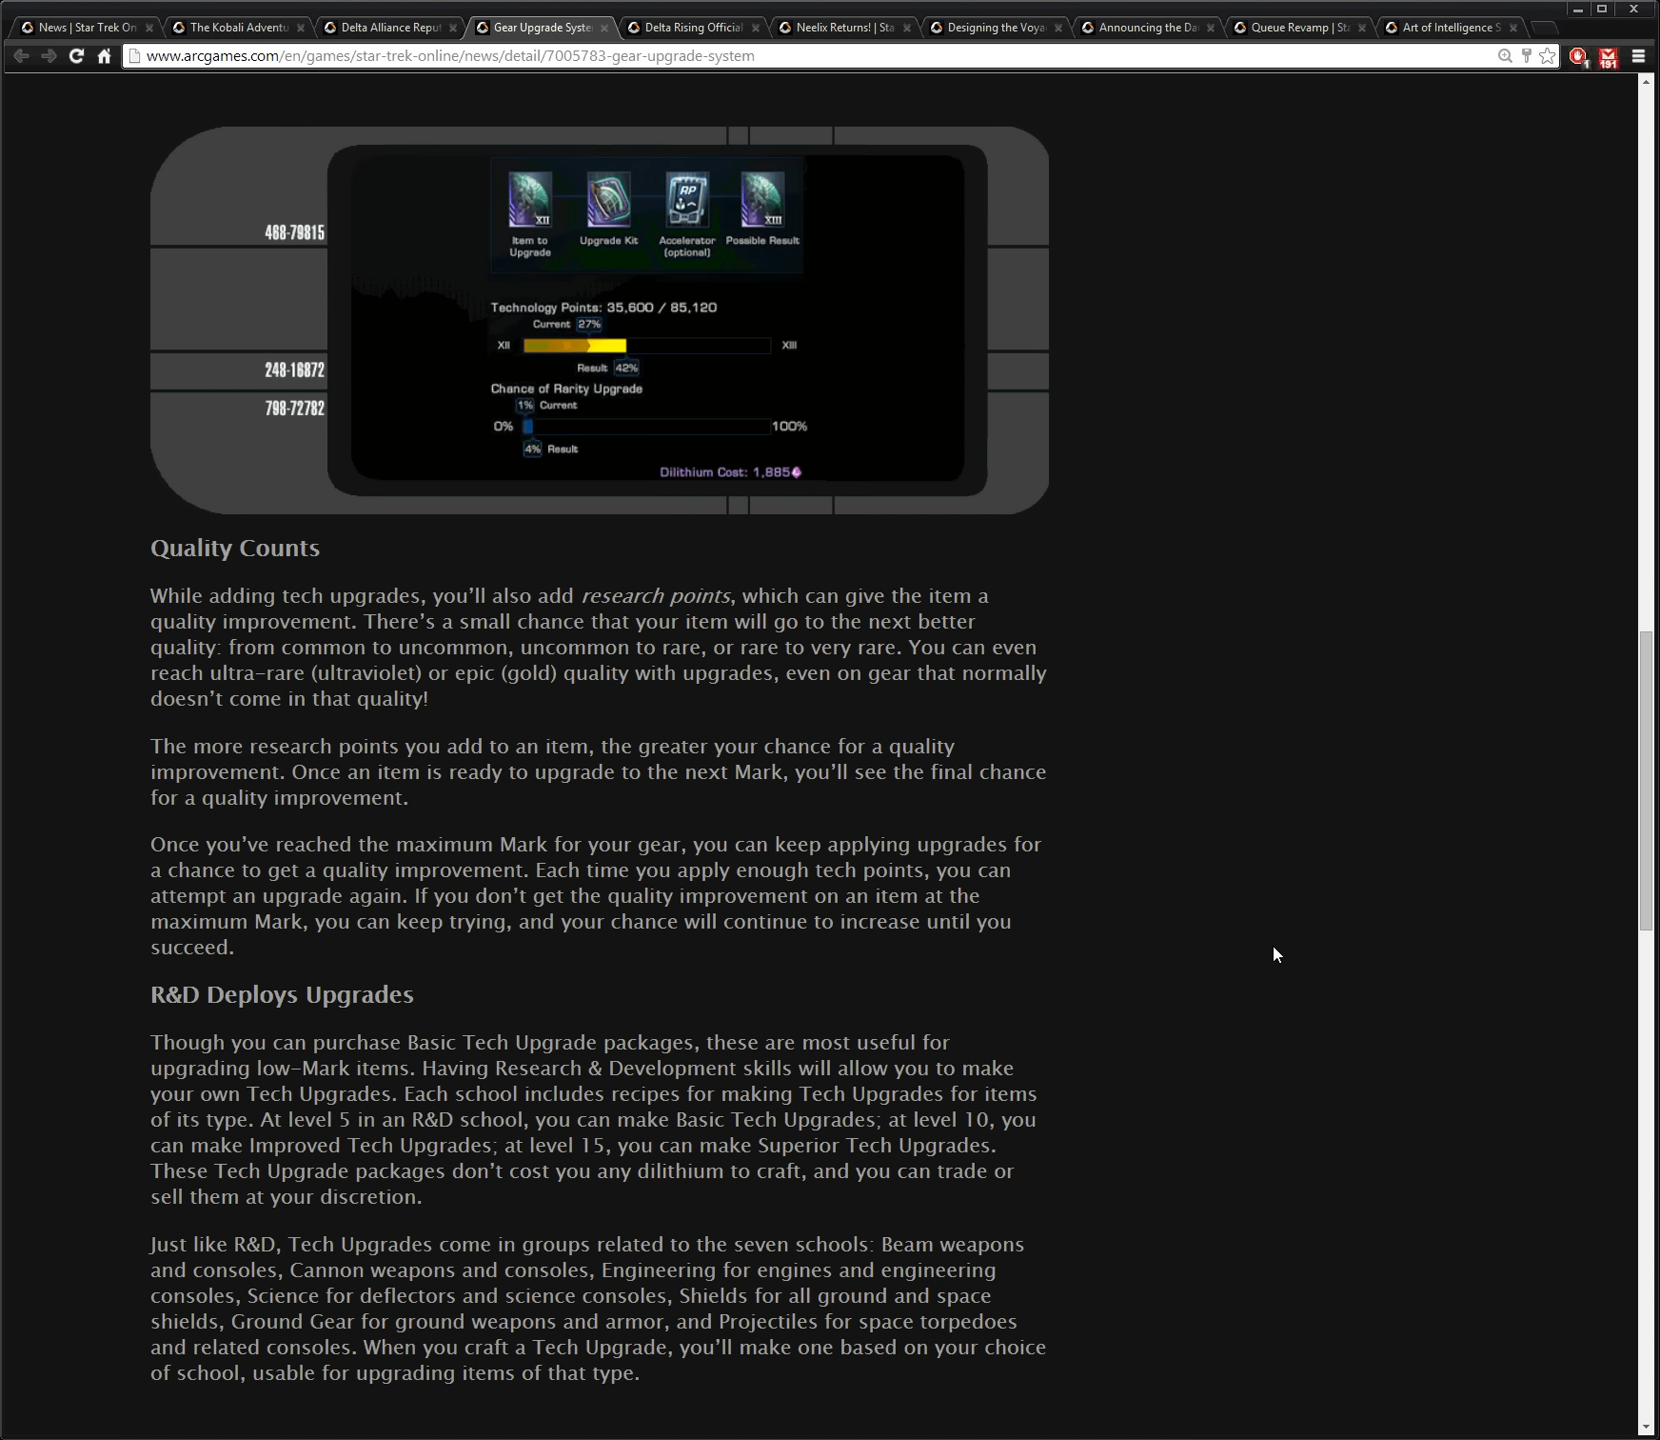 News | Star Trek On
The Kobali Adventu
Delta Alliance Reput
Gear Upgrade Syste
Delta Rising Official
Neelix Returns! | Sta
Designing the Voya
Announcing the Da
Queue Revamp | St
Art of Intelligence S
www.arcgames.com/en/games/star-trek-online/news/detail/7005783-gear-upgrade-system
1
191
468-79815
248-16872
798-72782
XII
RP
XIII
Item to Upgrade
Upgrade Kit
Accelerator (optional)
Possible Result
Technology Points: 35,600 / 85,120
Current 27%
XII
XIII
Result 42%
Chance of Rarity Upgrade
1% Current
0%
100%
4% Result
Dilithium Cost: 1,885
Quality Counts
While adding tech upgrades, you’ll also add research points, which can give the item a
quality improvement. There’s a small chance that your item will go to the next better
quality: from common to uncommon, uncommon to rare, or rare to very rare. You can even
reach ultra-rare (ultraviolet) or epic (gold) quality with upgrades, even on gear that normally
doesn’t come in that quality!
The more research points you add to an item, the greater your chance for a quality
improvement. Once an item is ready to upgrade to the next Mark, you’ll see the final chance
for a quality improvement.
Once you’ve reached the maximum Mark for your gear, you can keep applying upgrades for
a chance to get a quality improvement. Each time you apply enough tech points, you can
attempt an upgrade again. If you don’t get the quality improvement on an item at the
maximum Mark, you can keep trying, and your chance will continue to increase until you
succeed.
R&D Deploys Upgrades
Though you can purchase Basic Tech Upgrade packages, these are most useful for
upgrading low-Mark items. Having Research & Development skills will allow you to make
your own Tech Upgrades. Each school includes recipes for making Tech Upgrades for items
of its type. At level 5 in an R&D school, you can make Basic Tech Upgrades; at level 10, you
can make Improved Tech Upgrades; at level 15, you can make Superior Tech Upgrades.
These Tech Upgrade packages don’t cost you any dilithium to craft, and you can trade or
sell them at your discretion.
Just like R&D, Tech Upgrades come in groups related to the seven schools: Beam weapons
and consoles, Cannon weapons and consoles, Engineering for engines and engineering
consoles, Science for deflectors and science consoles, Shields for all ground and space
shields, Ground Gear for ground weapons and armor, and Projectiles for space torpedoes
and related consoles. When you craft a Tech Upgrade, you’ll make one based on your choice
of school, usable for upgrading items of that type.